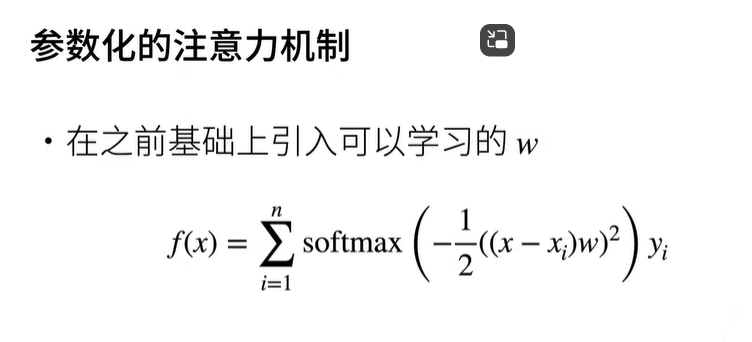 参数化的注意力机制
• 在之前基础上引入可以学习的 w
f(x) = \sum_{i=1}^{n} softmax \left( -\frac{1}{2}((x - x_i)w)^2 \right) y_i